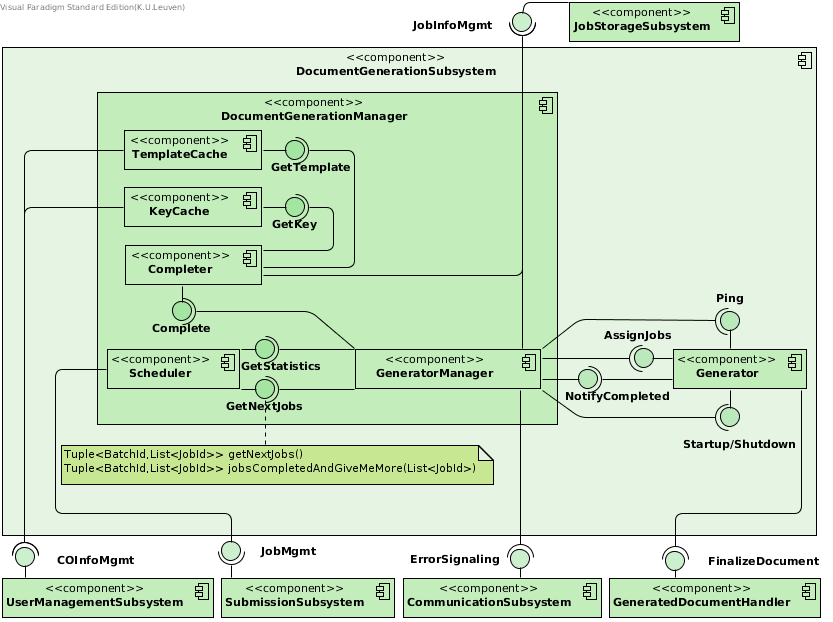 Visual Paradigm Standard Edition(K.U.Leuven)
JobInfoMgmt
<<component>>
JobStorageSubsystem
<<component>>
DocumentGenerationSubsystem
<<component>>
DocumentGenerationManager
<<component>>
TemplateCache
GetTemplate
<<component>>
KeyCache
GetKey
<<component>>
Completer
Complete
Ping
AssignJobs
<<component>>
Scheduler
GetStatistics
GetNextJobs
<<component>>
GeneratorManager
<<component>>
Generator
NotifyCompleted
Startup/Shutdown
Tuple<BatchId,List<JobId>> getNextJobs()
Tuple<BatchId,List<JobId>> jobsCompletedAndGiveMeMore(List<JobId>)
COInfoMgmt
JobMgmt
ErrorSignaling
FinalizeDocument
<<component>>
UserManagementSubsystem
<<component>>
SubmissionSubsystem
<<component>>
CommunicationSubsystem
<<component>>
GeneratedDocumentHandler